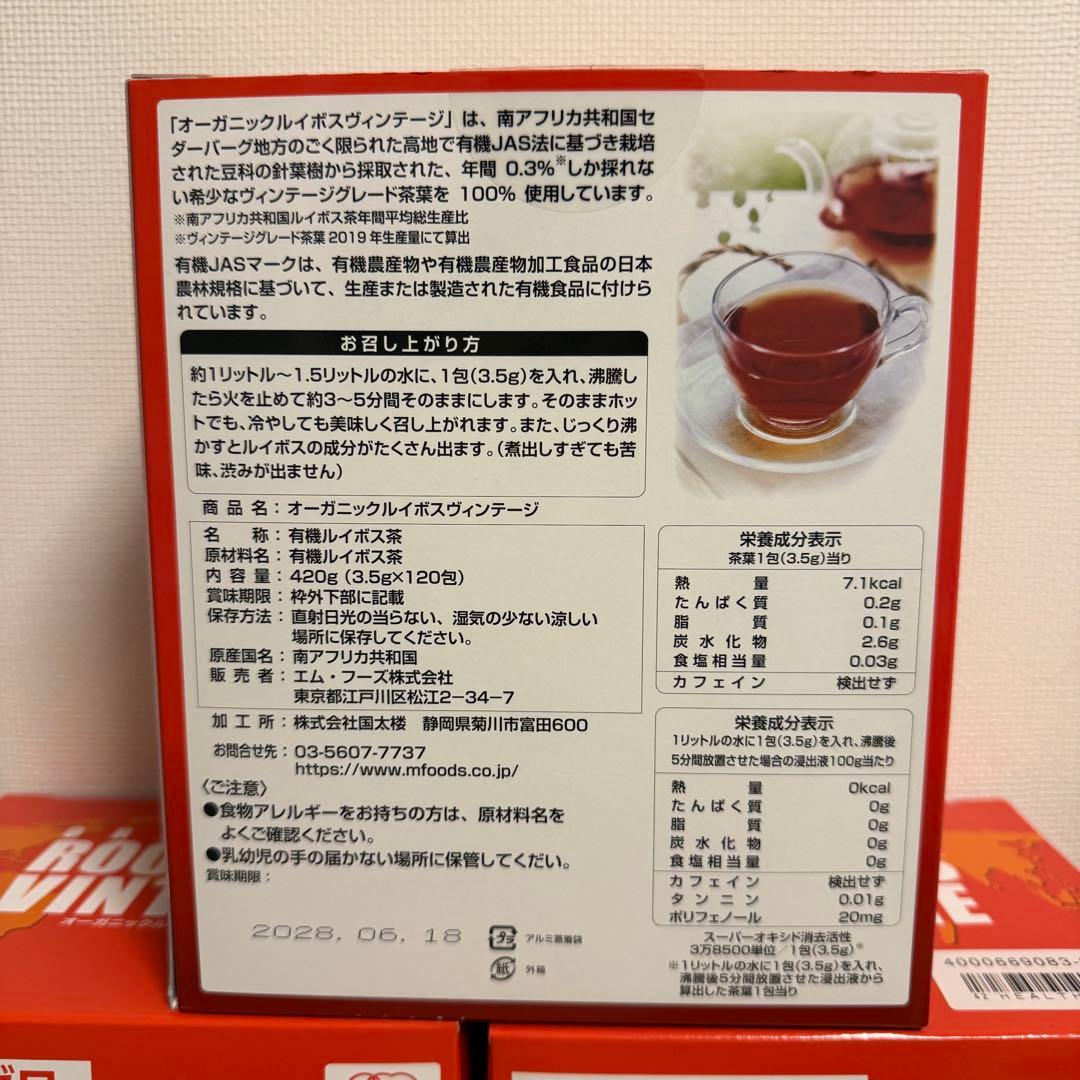 「オーガニックルイボスヴィンテージ」は、南アフリカ共和国セ
ダーバーグ地方のごく限られた高地で有機JAS法に基づき栽培
された豆科の針葉樹から採取された、年間 0.3%※しか採れな
い希少なヴィンテージグレード茶葉を 100% 使用しています。
※南アフリカ共和国ルイボス茶年間平均総生産比
※ヴィンテージグレード茶葉 2019 年生産量にて算出
有機JASマークは、有機農産物や有機農産物加工食品の日本
農林規格に基づいて、生産または製造された有機食品に付けら
れています。
お召し上がり方
約1リットル〜1.5リットルの水に、1包(3.5g)を入れ、沸騰し
たら火を止めて約3〜5分間そのままにします。そのままホッ
トでも、冷やしても美味しく召し上がれます。また、じっくり沸
かすとルイボスの成分がたくさん出ます。(煮出しすぎても苦
味、渋みが出ません)
商品名:オーガニックルイボスヴィンテージ
名称:有機ルイボス茶
原材料名:有機ルイボス茶
内容量:420g(3.5g×120包)
賞味期限:枠外下部に記載
保存方法:直射日光の当らない、湿気の少ない涼しい
場所に保存してください。
原産国名:南アフリカ共和国
販売者:エム・フーズ株式会社
東京都江戸川区松江2-34-7
加工所:株式会社国太楼 静岡県菊川市富田600
お問合せ先:03-5607-7737
https://www.mfoods.co.jp/
〈ご注意〉
●食物アレルギーをお持ちの方は、原材料名を
よくご確認ください。
●乳幼児の手の届かない場所に保管してくだい。
賞味期限:
2028.06.18
プラ アルミ蒸着袋
紙 外箱
栄養成分表示
茶葉1包(3.5g)当り
熱量 7.1kcal
たんぱく質 0.2g
脂質 0.1g
炭水化物 2.6g
食塩相当量 0.03g
カフェイン 検出せず
栄養成分表示
1リットルの水に1包(3.5g)を入れ、沸騰後
5分間放置させた場合の浸出液100g当たり
熱量 0kcal
たんぱく質 0g
脂質 0g
炭水化物 0g
食塩相当量 0g
カフェイン 検出せず
タンニン 0.01g
ポリフェノール 20mg
スーパーオキシド消去活性
3万8500単位/1包(3.5g)※
※1リットルの水に1包(3.5g)を入れ、
沸騰後5分間放置させた浸出液から
算出した茶葉1包当り
ROO
VINT
オーガニックル
TE
4000669083-
42 HEALTH